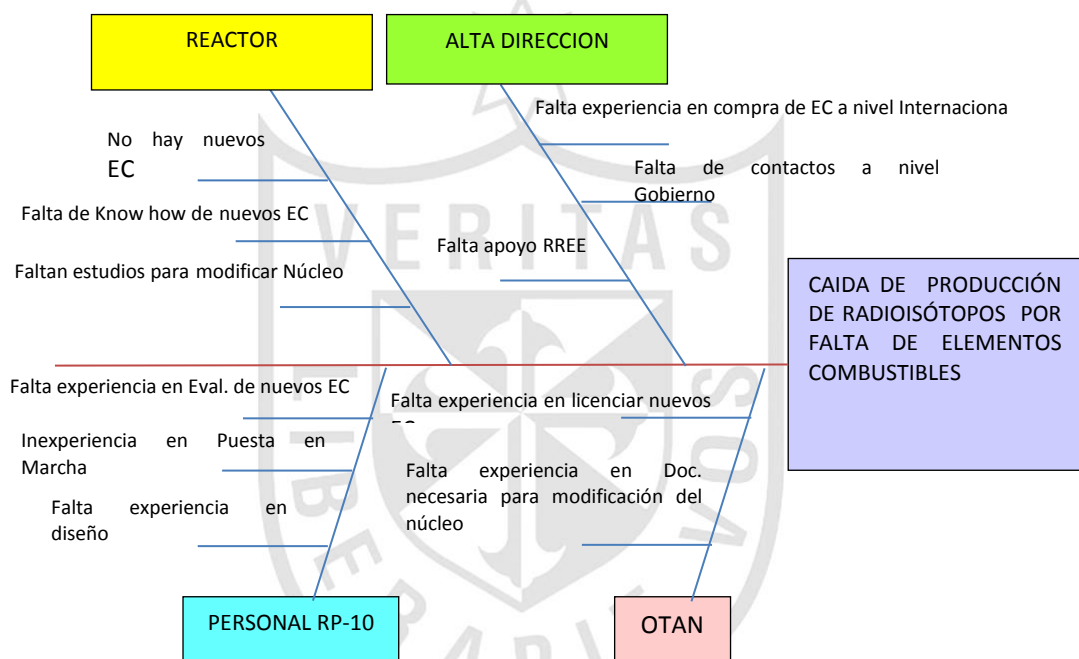 REACTOR
ALTA DIRECCION
Falta experiencia en compra de EC a nivel Internaciona
No hay nuevos
EC
Falta de contactos a nivel
Gobierno
Falta de Know how de nuevos EC
Falta apoyo RREE
Faltan estudios para modificar Núcleo
CAIDA DE PRODUCCIÓN
DE RADIOISÓTOPOS POR
FALTA DE ELEMENTOS
COMBUSTIBLES
Falta experiencia en Eval. de nuevos EC
Falta experiencia en licenciar nuevos
Inexperiencia en Puesta en
Marcha
Falta experiencia en Doc.
necesaria para modificación del
núcleo
Falta experiencia en
diseño
PERSONAL RP-10
OTAN
VERITAS